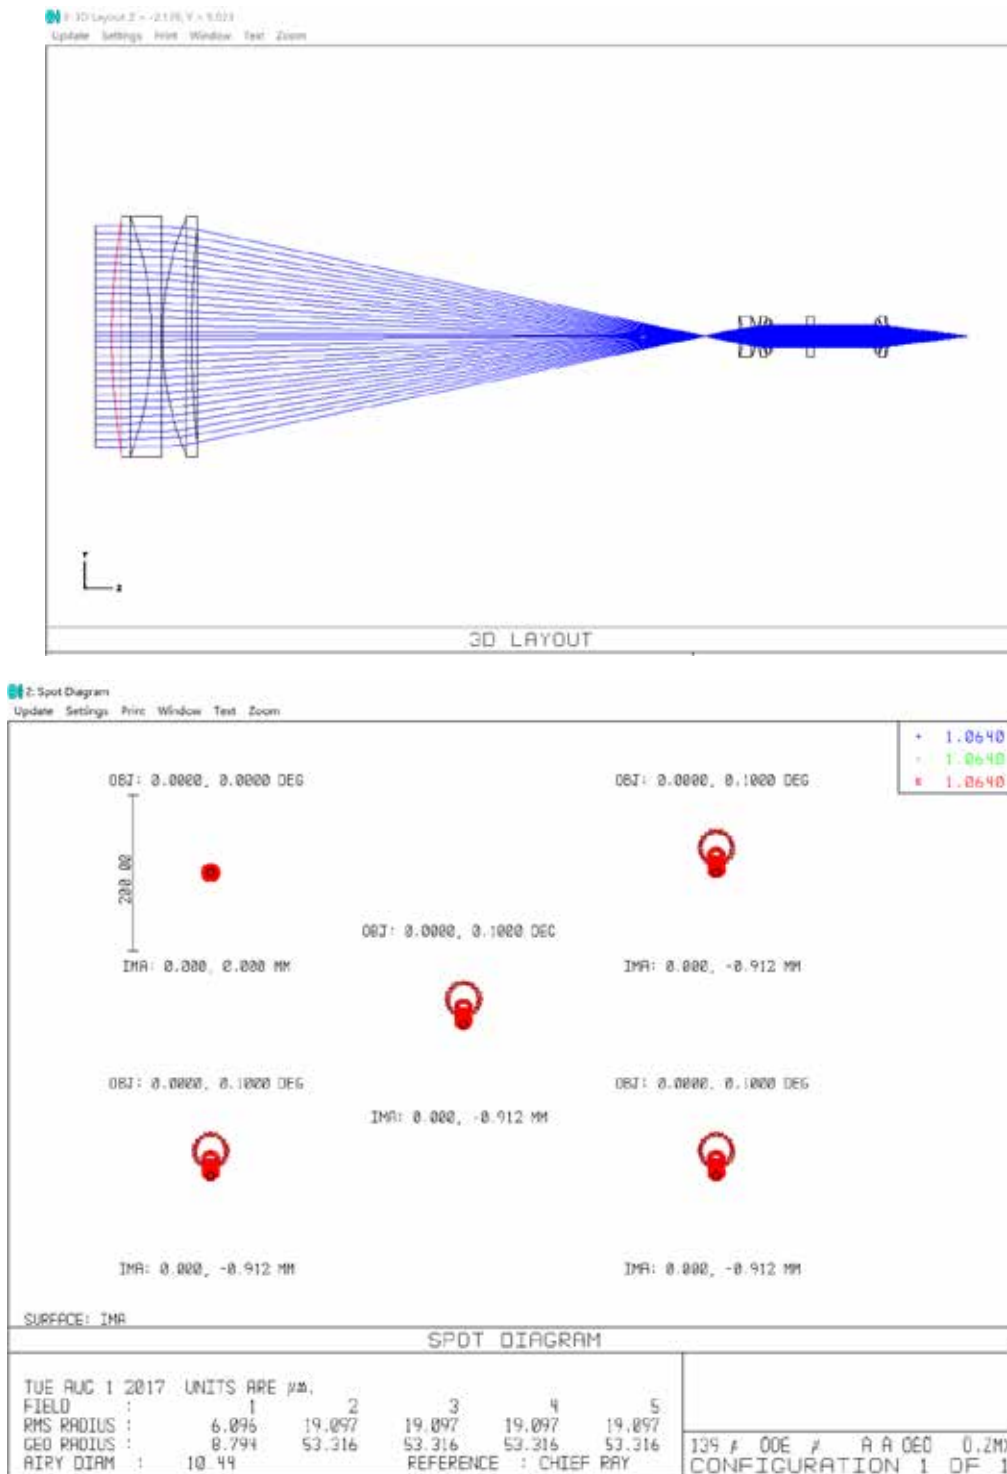 Update Settings Print Window Text Zoom
Y
Z
3D LAYOUT
2: Spot Diagram
Update Settings Print Window Text Zoom
+ 1.0640
1.0640
1.0640
OBJ: 0.0000, 0.0000 DEG
OBJ: 0.0000, 0.1000 DEG
200.00
OBJ: 0.0000, 0.1000 DEG
IMA: 0.000, 0.000 MM
IMA: 0.000, -0.912 MM
OBJ: 0.0000, 0.1000 DEG
OBJ: 0.0000, 0.1000 DEG
IMA: 0.000, -0.912 MM
IMA: 0.000, -0.912 MM
IMA: 0.000, -0.912 MM
SURFACE: IMA
SPOT DIAGRAM
TUE AUG 1 2017 UNITS ARE µm.
FIELD : 1 2 3 4 5
RMS RADIUS : 6.096 19.097 19.097 19.097 19.097
GEO RADIUS : 8.794 53.316 53.316 53.316 53.316
AIRY DIAM : 10.44 REFERENCE : CHIEF RAY
CONFIGURATION 1 OF 1